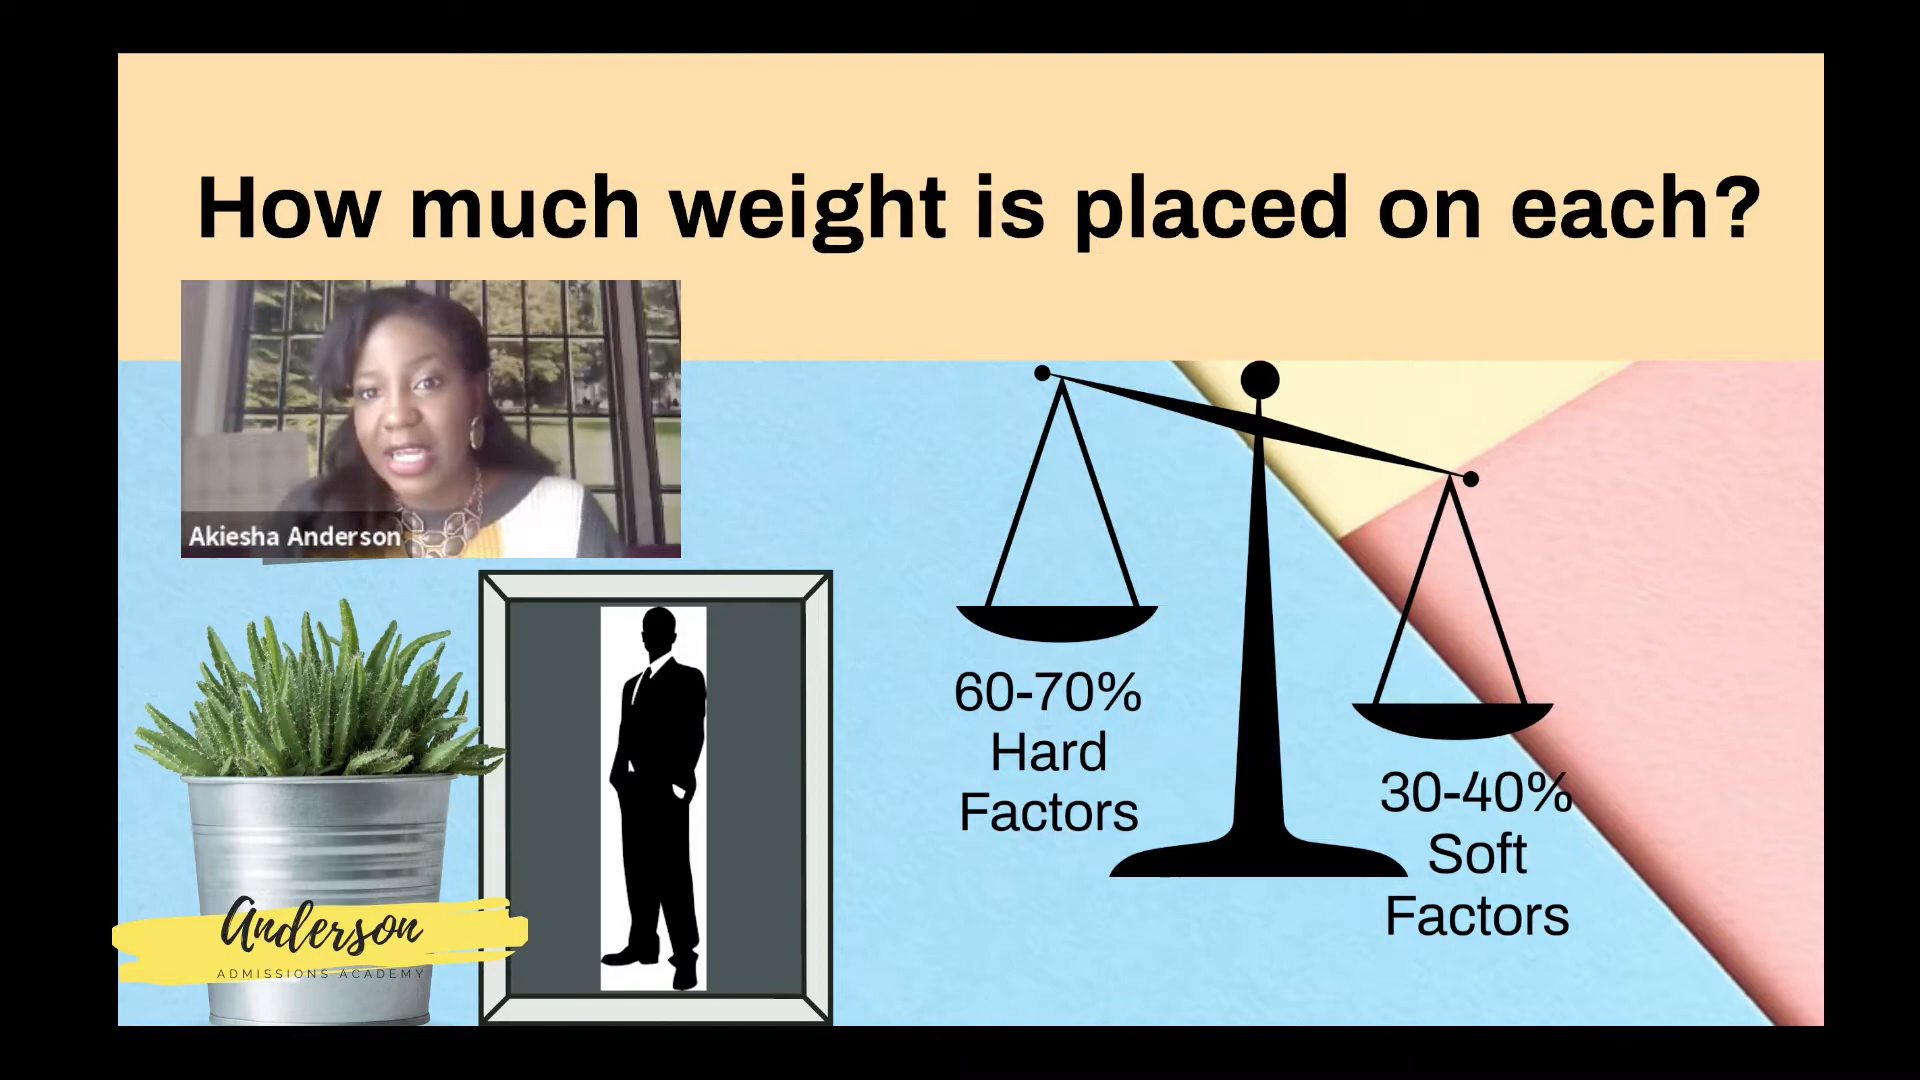 How much weight is placed on each?
Akiesha Anderson
60-70%
Hard
Factors
30-40%
Soft
Factors
Anderson
ADMISSIONS ACADEMY